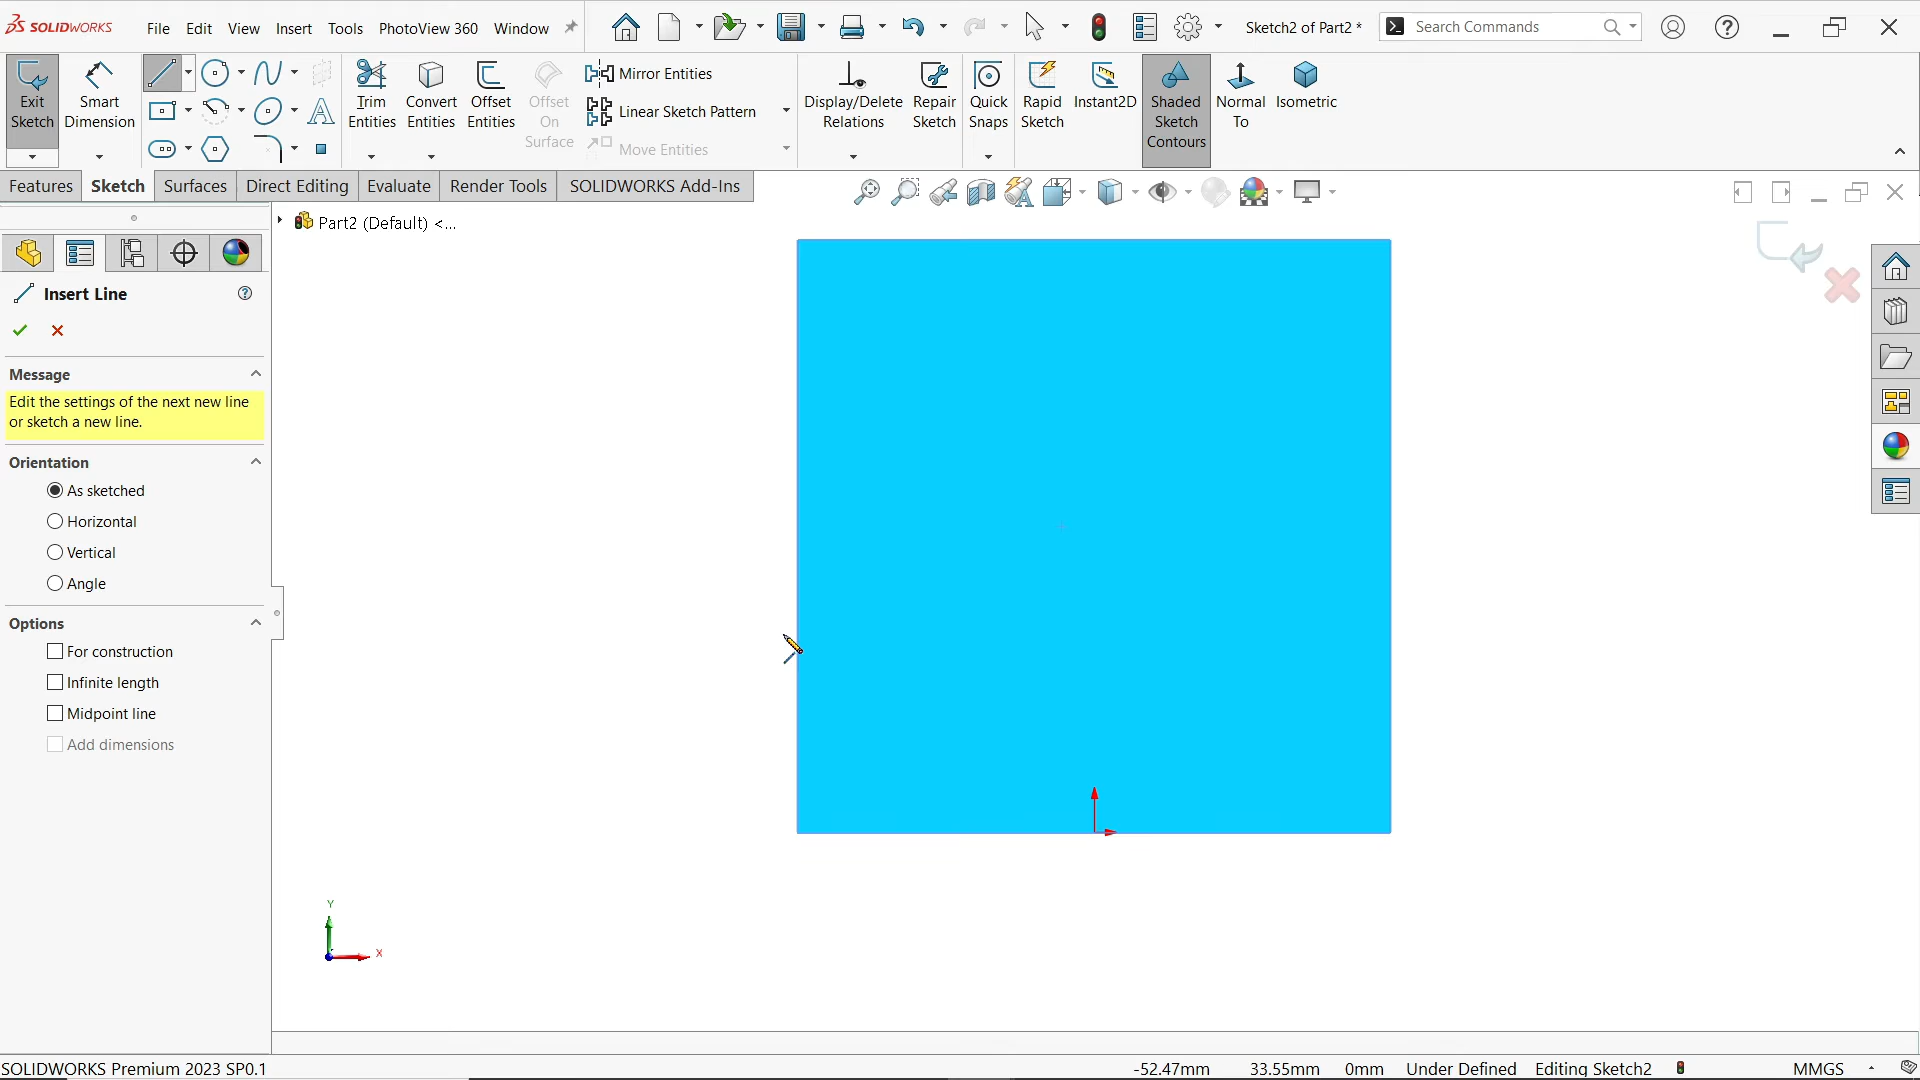 SOLIDWORKS
File Edit View Insert Tools PhotoView 360 Window
Sketch2 of Part2 *
Search Commands
Exit Sketch
Smart Dimension
Trim Entities
Convert Entities
Offset Entities
Offset On Surface
Mirror Entities
Linear Sketch Pattern
Move Entities
Display/Delete Relations
Repair Sketch
Quick Snaps
Rapid Sketch
Instant2D
Shaded Sketch Contours
Normal To
Isometric
Features Sketch Surfaces Direct Editing Evaluate Render Tools SOLIDWORKS Add-Ins
Part2 (Default) <...
Insert Line
Message
Edit the settings of the next new line
or sketch a new line.
Orientation
As sketched
Horizontal
Vertical
Angle
Options
For construction
Infinite length
Midpoint line
Add dimensions
Y
X
SOLIDWORKS Premium 2023 SP0.1
-52.47mm 33.55mm 0mm Under Defined Editing Sketch2 MMGS